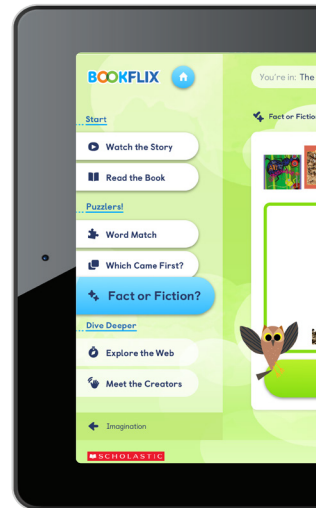 BOOKFLIX
You're in: The
Start
Fact or Fictio
Watch the Story
Read the Book
Puzzlers!
Word Match
Which Came First?
Fact or Fiction?
Dive Deeper
Explore the Web
Meet the Creators
Imagination
SCHOLASTIC